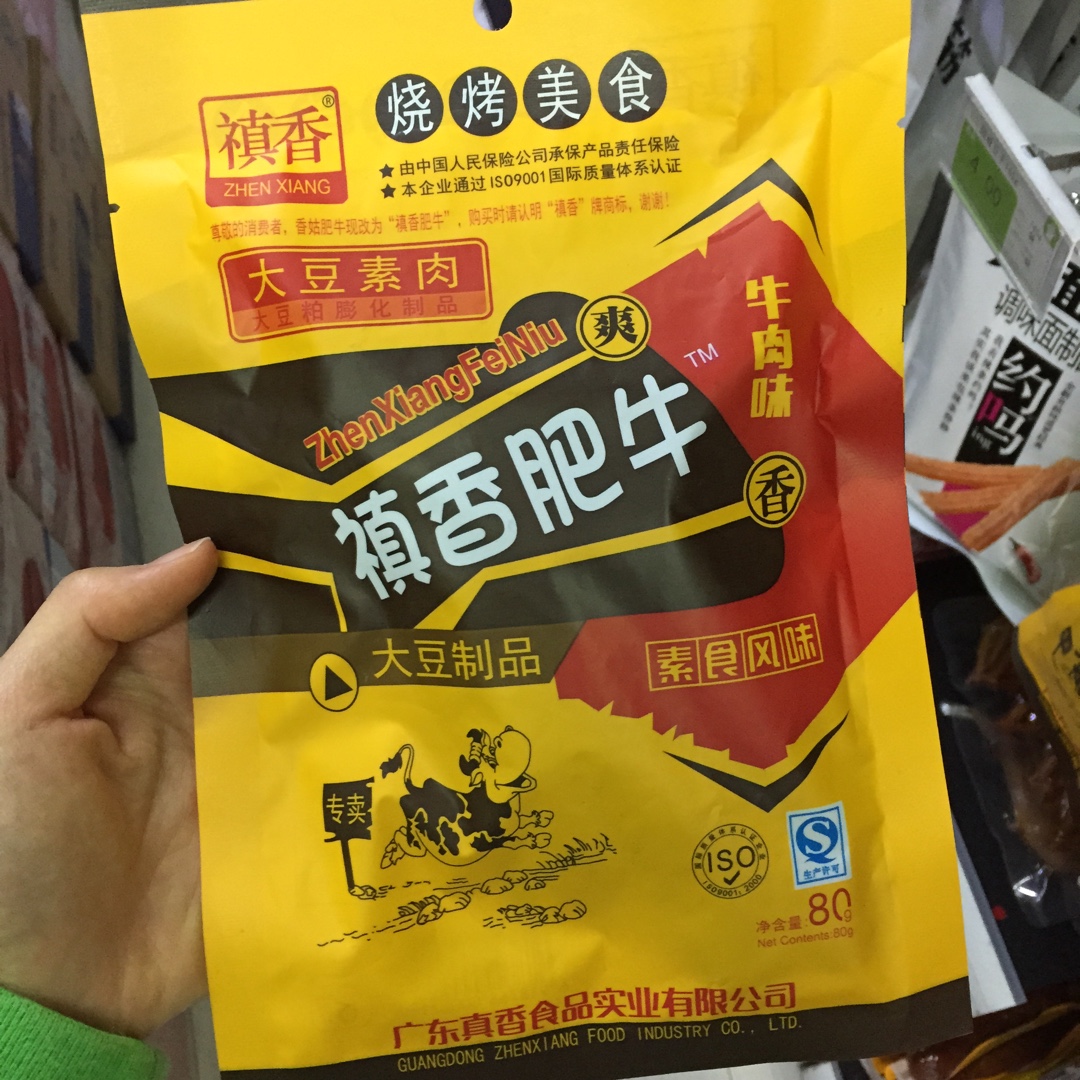 烧烤美食
禛香®
ZHEN XIANG
★由中国人民保险公司承保产品责任保险
★本企业通过ISO9001国际质量体系认证
尊敬的消费者，香姑肥牛现改为“禛香肥牛”，购买时请认明“禛香”牌商标，谢谢！
大豆素肉
大豆粕膨化制品
ZhenXiangFeiNiu
爽
TM
牛肉味
禛香肥牛
香
大豆制品
素食风味
专卖
ISO
ISO9001:2000
S
生产许可
净含量:80g
Net Contents:80g
广东真香食品实业有限公司
GUANGDONG ZHENXIANG FOOD INDUSTRY CO., LTD.
调味面制
约吗